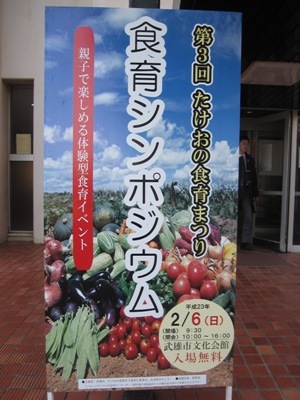 第3回 たけおの食育まつり
食育シンポジウム
親子で楽しめる体験型食育イベント
平成23年
2/6(日)
(開場) 9:30
(開会) 10:00～16:00
武雄市文化会館
入場無料